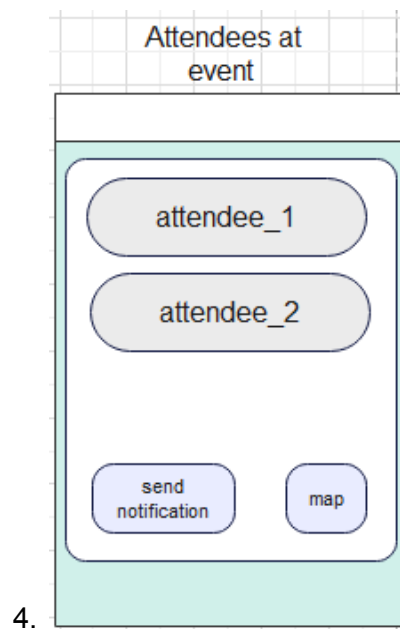 Attendees at
event
attendee_1
attendee_2
send
notification
map
4.